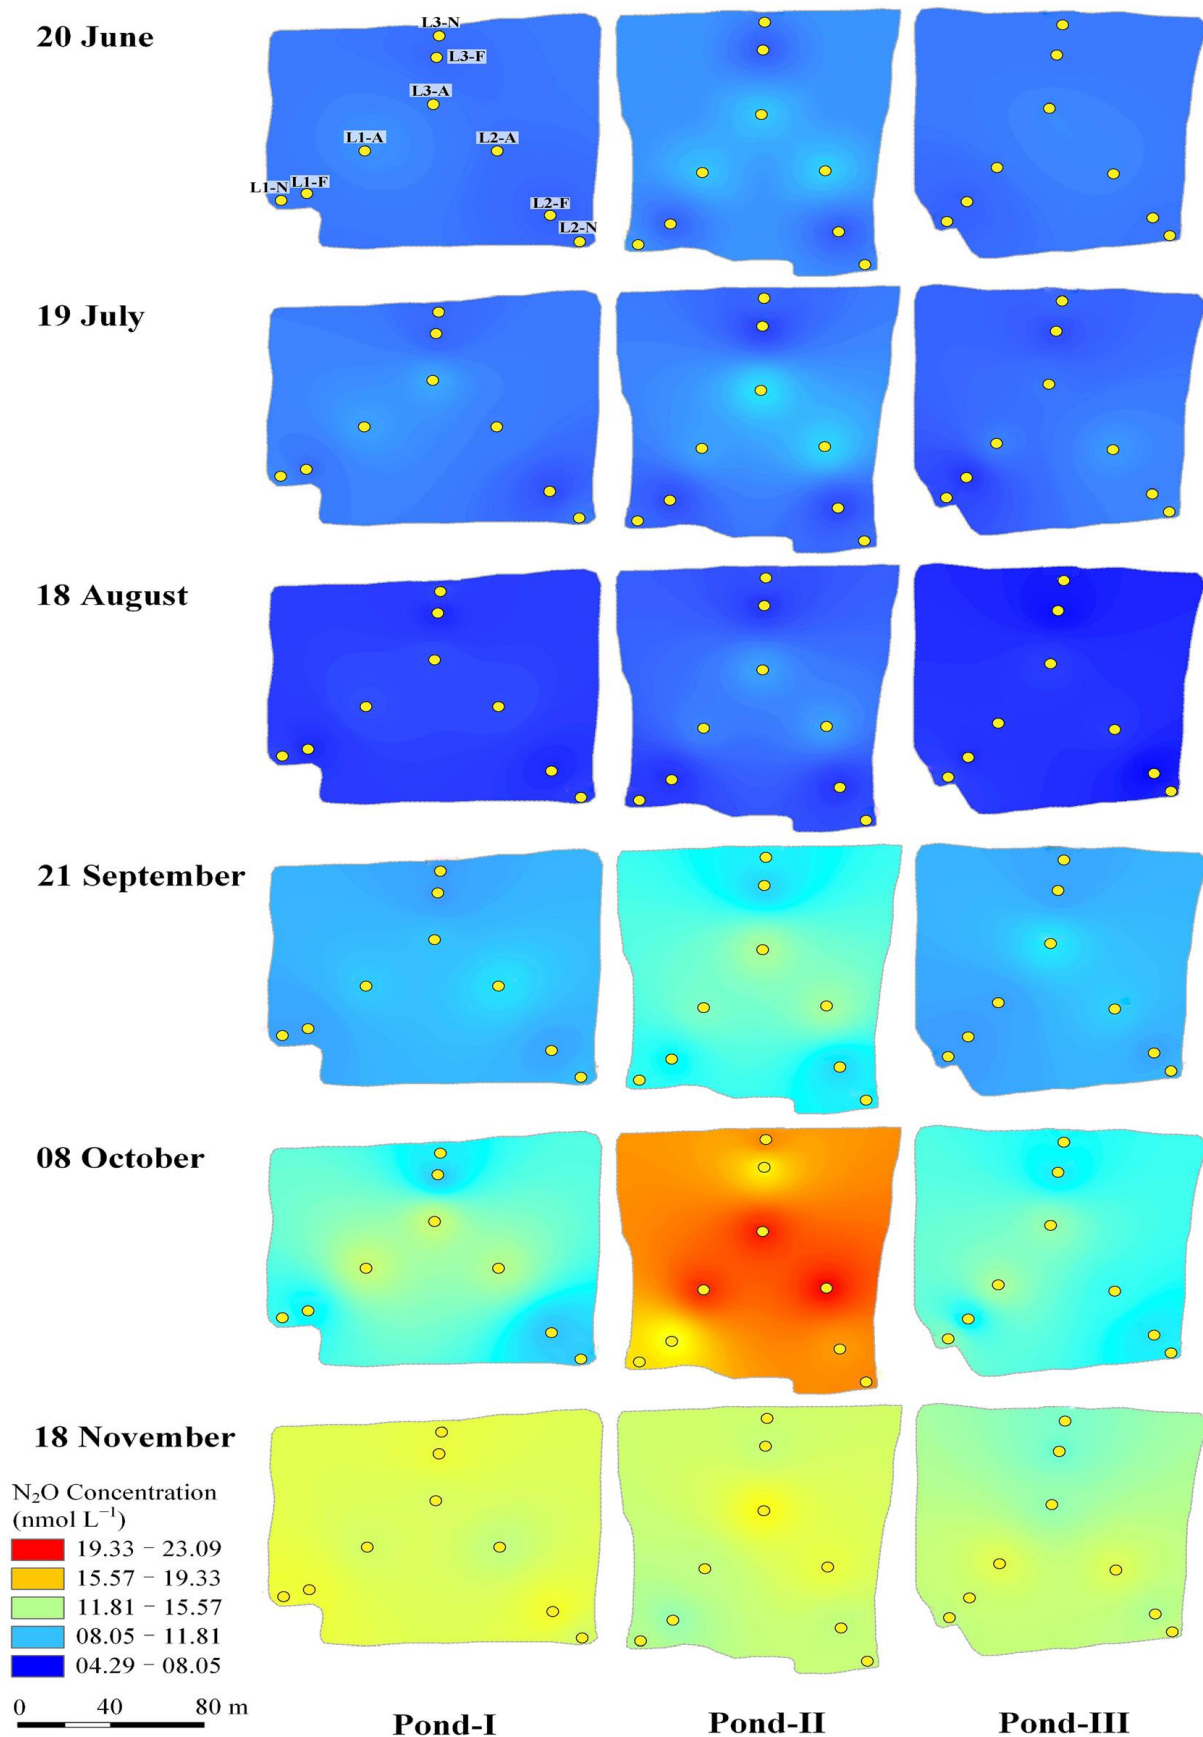 20 June
L3-N
L3-F
L3-A
L1-A
L2-A
L1-N
L1-F
L2-F
L2-N
19 July
18 August
21 September
08 October
18 November
N₂O Concentration
(nmol L⁻¹)
19.33 – 23.09
15.57 – 19.33
11.81 – 15.57
08.05 – 11.81
04.29 – 08.05
0 40 80 m
Pond-I Pond-II Pond-III